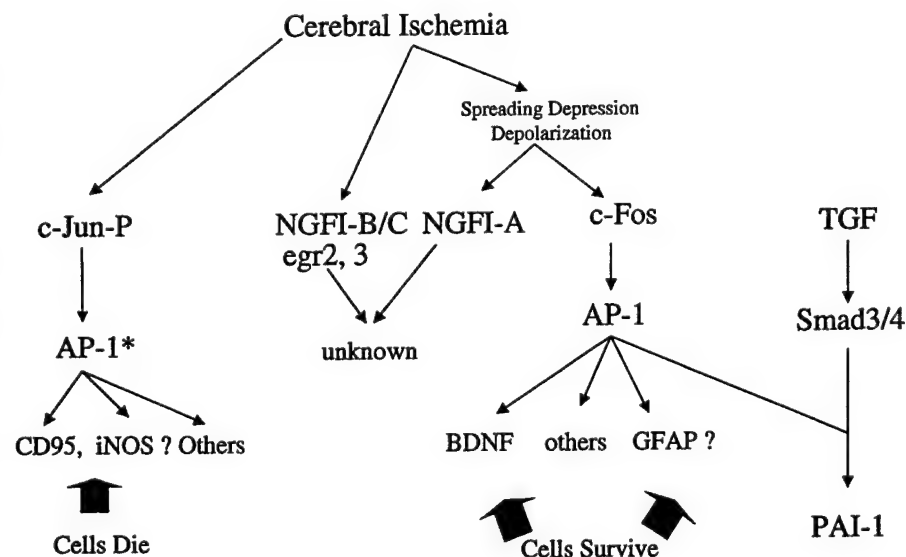 Cerebral Ischemia
Spreading Depression
Depolarization
c-Jun-P
NGFI-B/C NGFI-A
c-Fos
TGF
egr2, 3
AP-1
Smad3/4
AP-1*
unknown
CD95, iNOS ? Others
BDNF others GFAP ?
PAI-1
Cells Die
Cells Survive